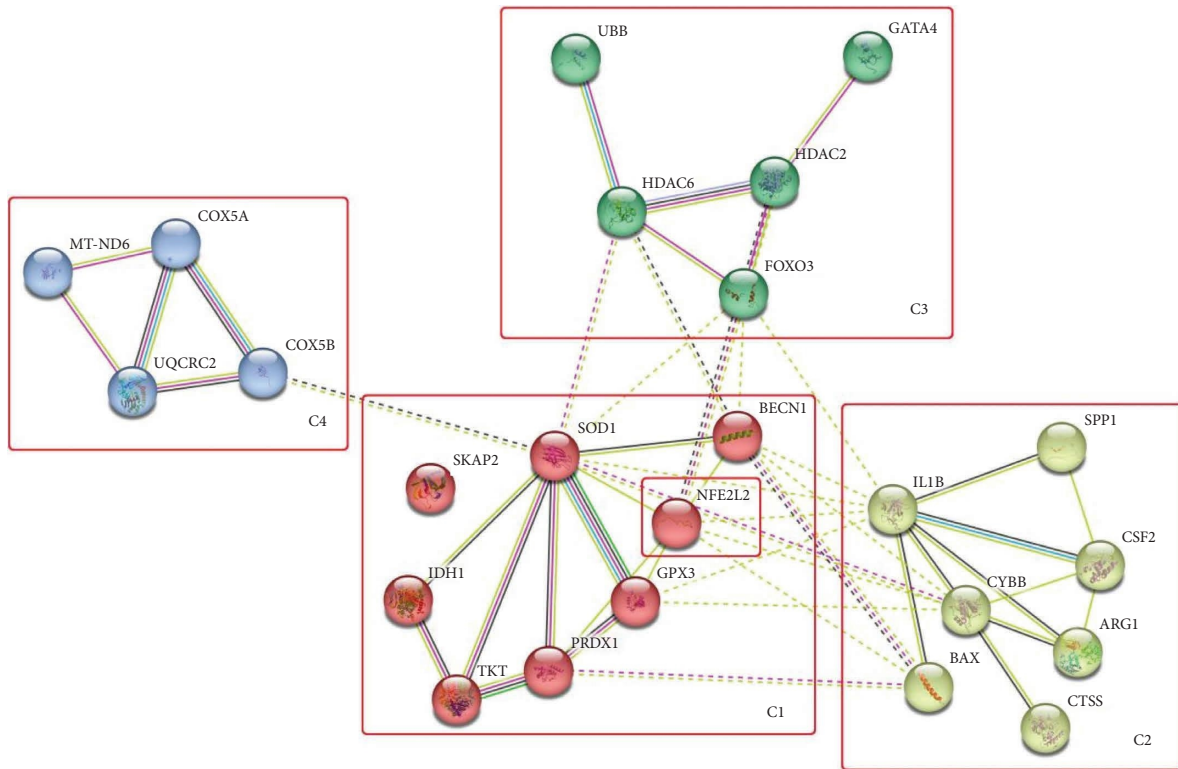 UBB
GATA4
HDAC2
HDAC6
FOXO3
C3
COX5A
MT-ND6
COX5B
UQCRC2
C4
BECN1
SOD1
SKAP2
NFE2L2
IDH1
GPX3
PRDX1
TKT
C1
SPP1
IL1B
CSF2
CYBB
ARG1
BAX
CTSS
C2